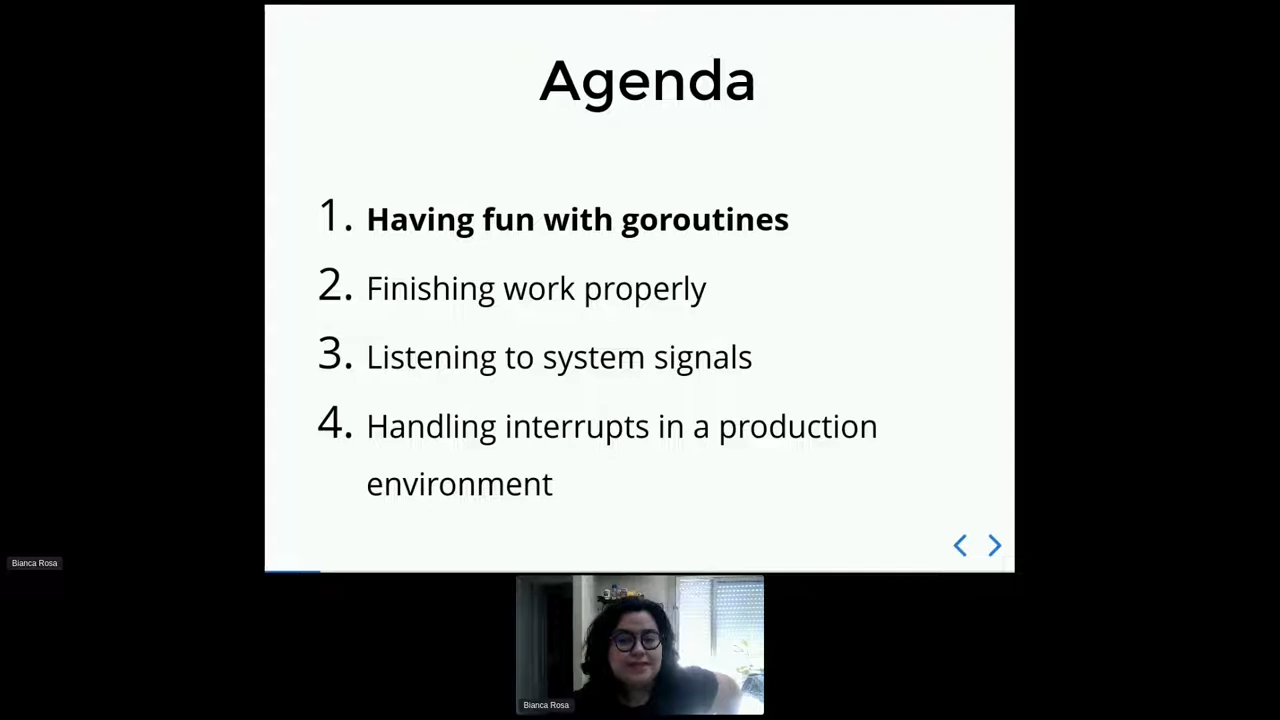 Agenda
1. Having fun with goroutines
2. Finishing work properly
3. Listening to system signals
4. Handling interrupts in a production
environment
Bianca Rosa
Bianca Rosa